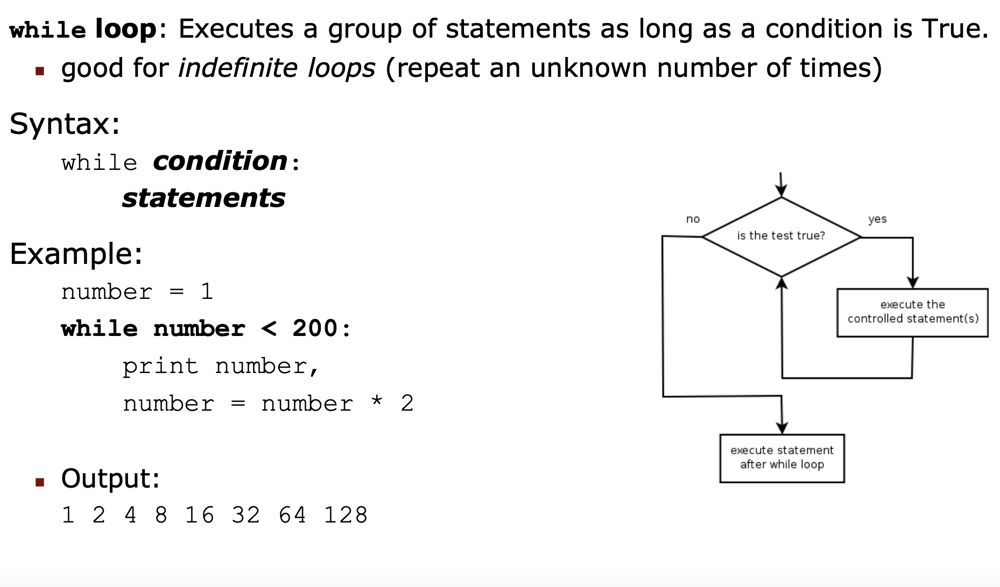 while loop: Executes a group of statements as long as a condition is True.
▪ good for indefinite loops (repeat an unknown number of times)
Syntax:
while condition:
statements
Example:
number = 1
while number < 200:
print number,
number = number * 2
▪ Output:
1 2 4 8 16 32 64 128
no
yes
is the test true?
execute the
controlled statement(s)
execute statement
after while loop